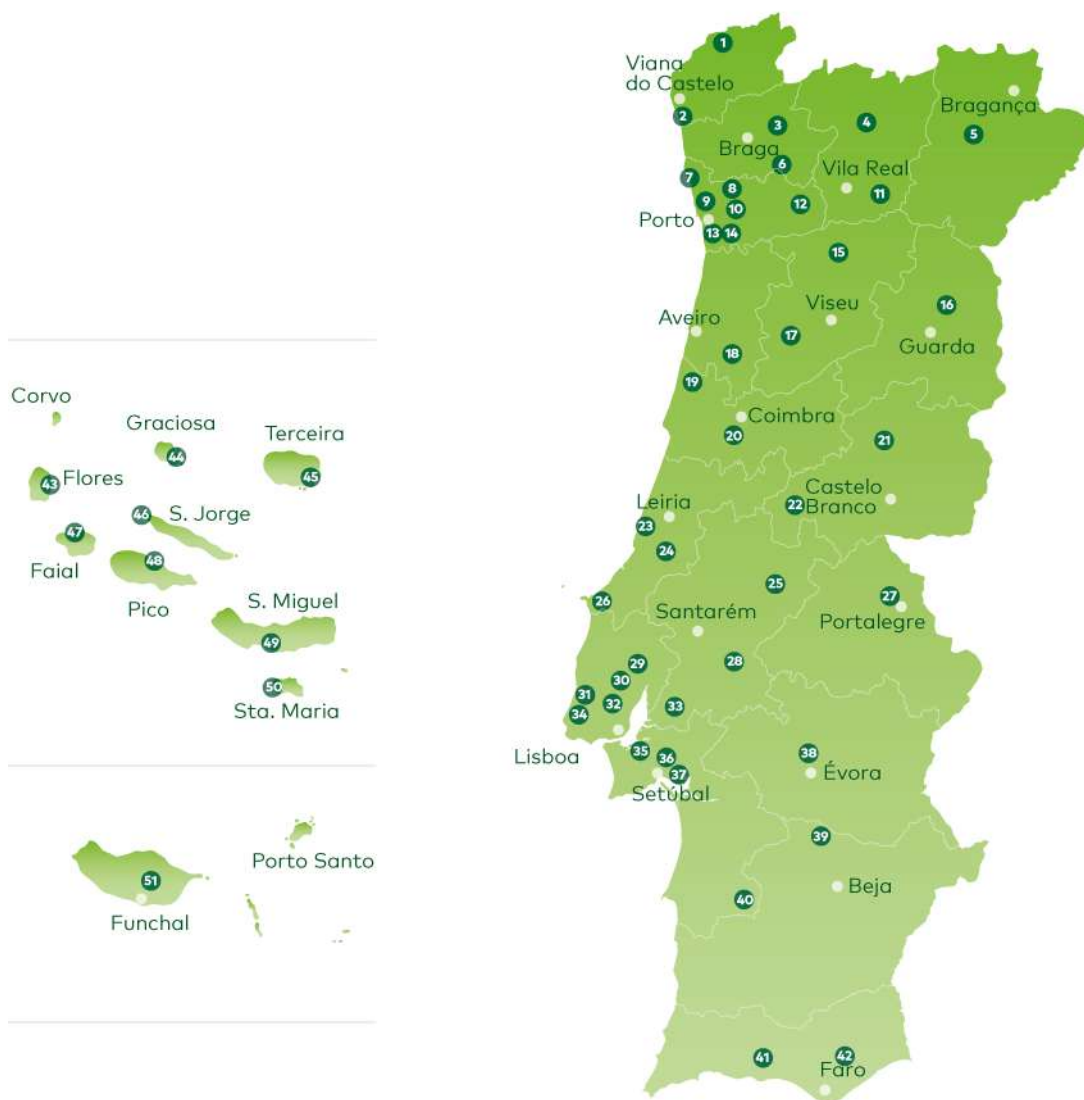 1
Viana
do Castelo
Bragança
2
3
4
5
Braga
6
Vila Real
7
8
9
10
11
12
Porto
13
14
15
16
Viseu
Aveiro
17
18
Guarda
19
Coimbra
20
21
Leiria
22
Castelo
Branco
23
24
25
26
27
Santarém
Portalegre
28
29
30
31
32
33
34
Lisboa
35
36
37
38
Setúbal
Évora
39
Beja
40
41
42
Faro
Corvo
Graciosa
Terceira
44
45
43
Flores
46
S. Jorge
47
Faial
48
Pico
S. Miguel
49
50
Sta. Maria
Porto Santo
51
Funchal